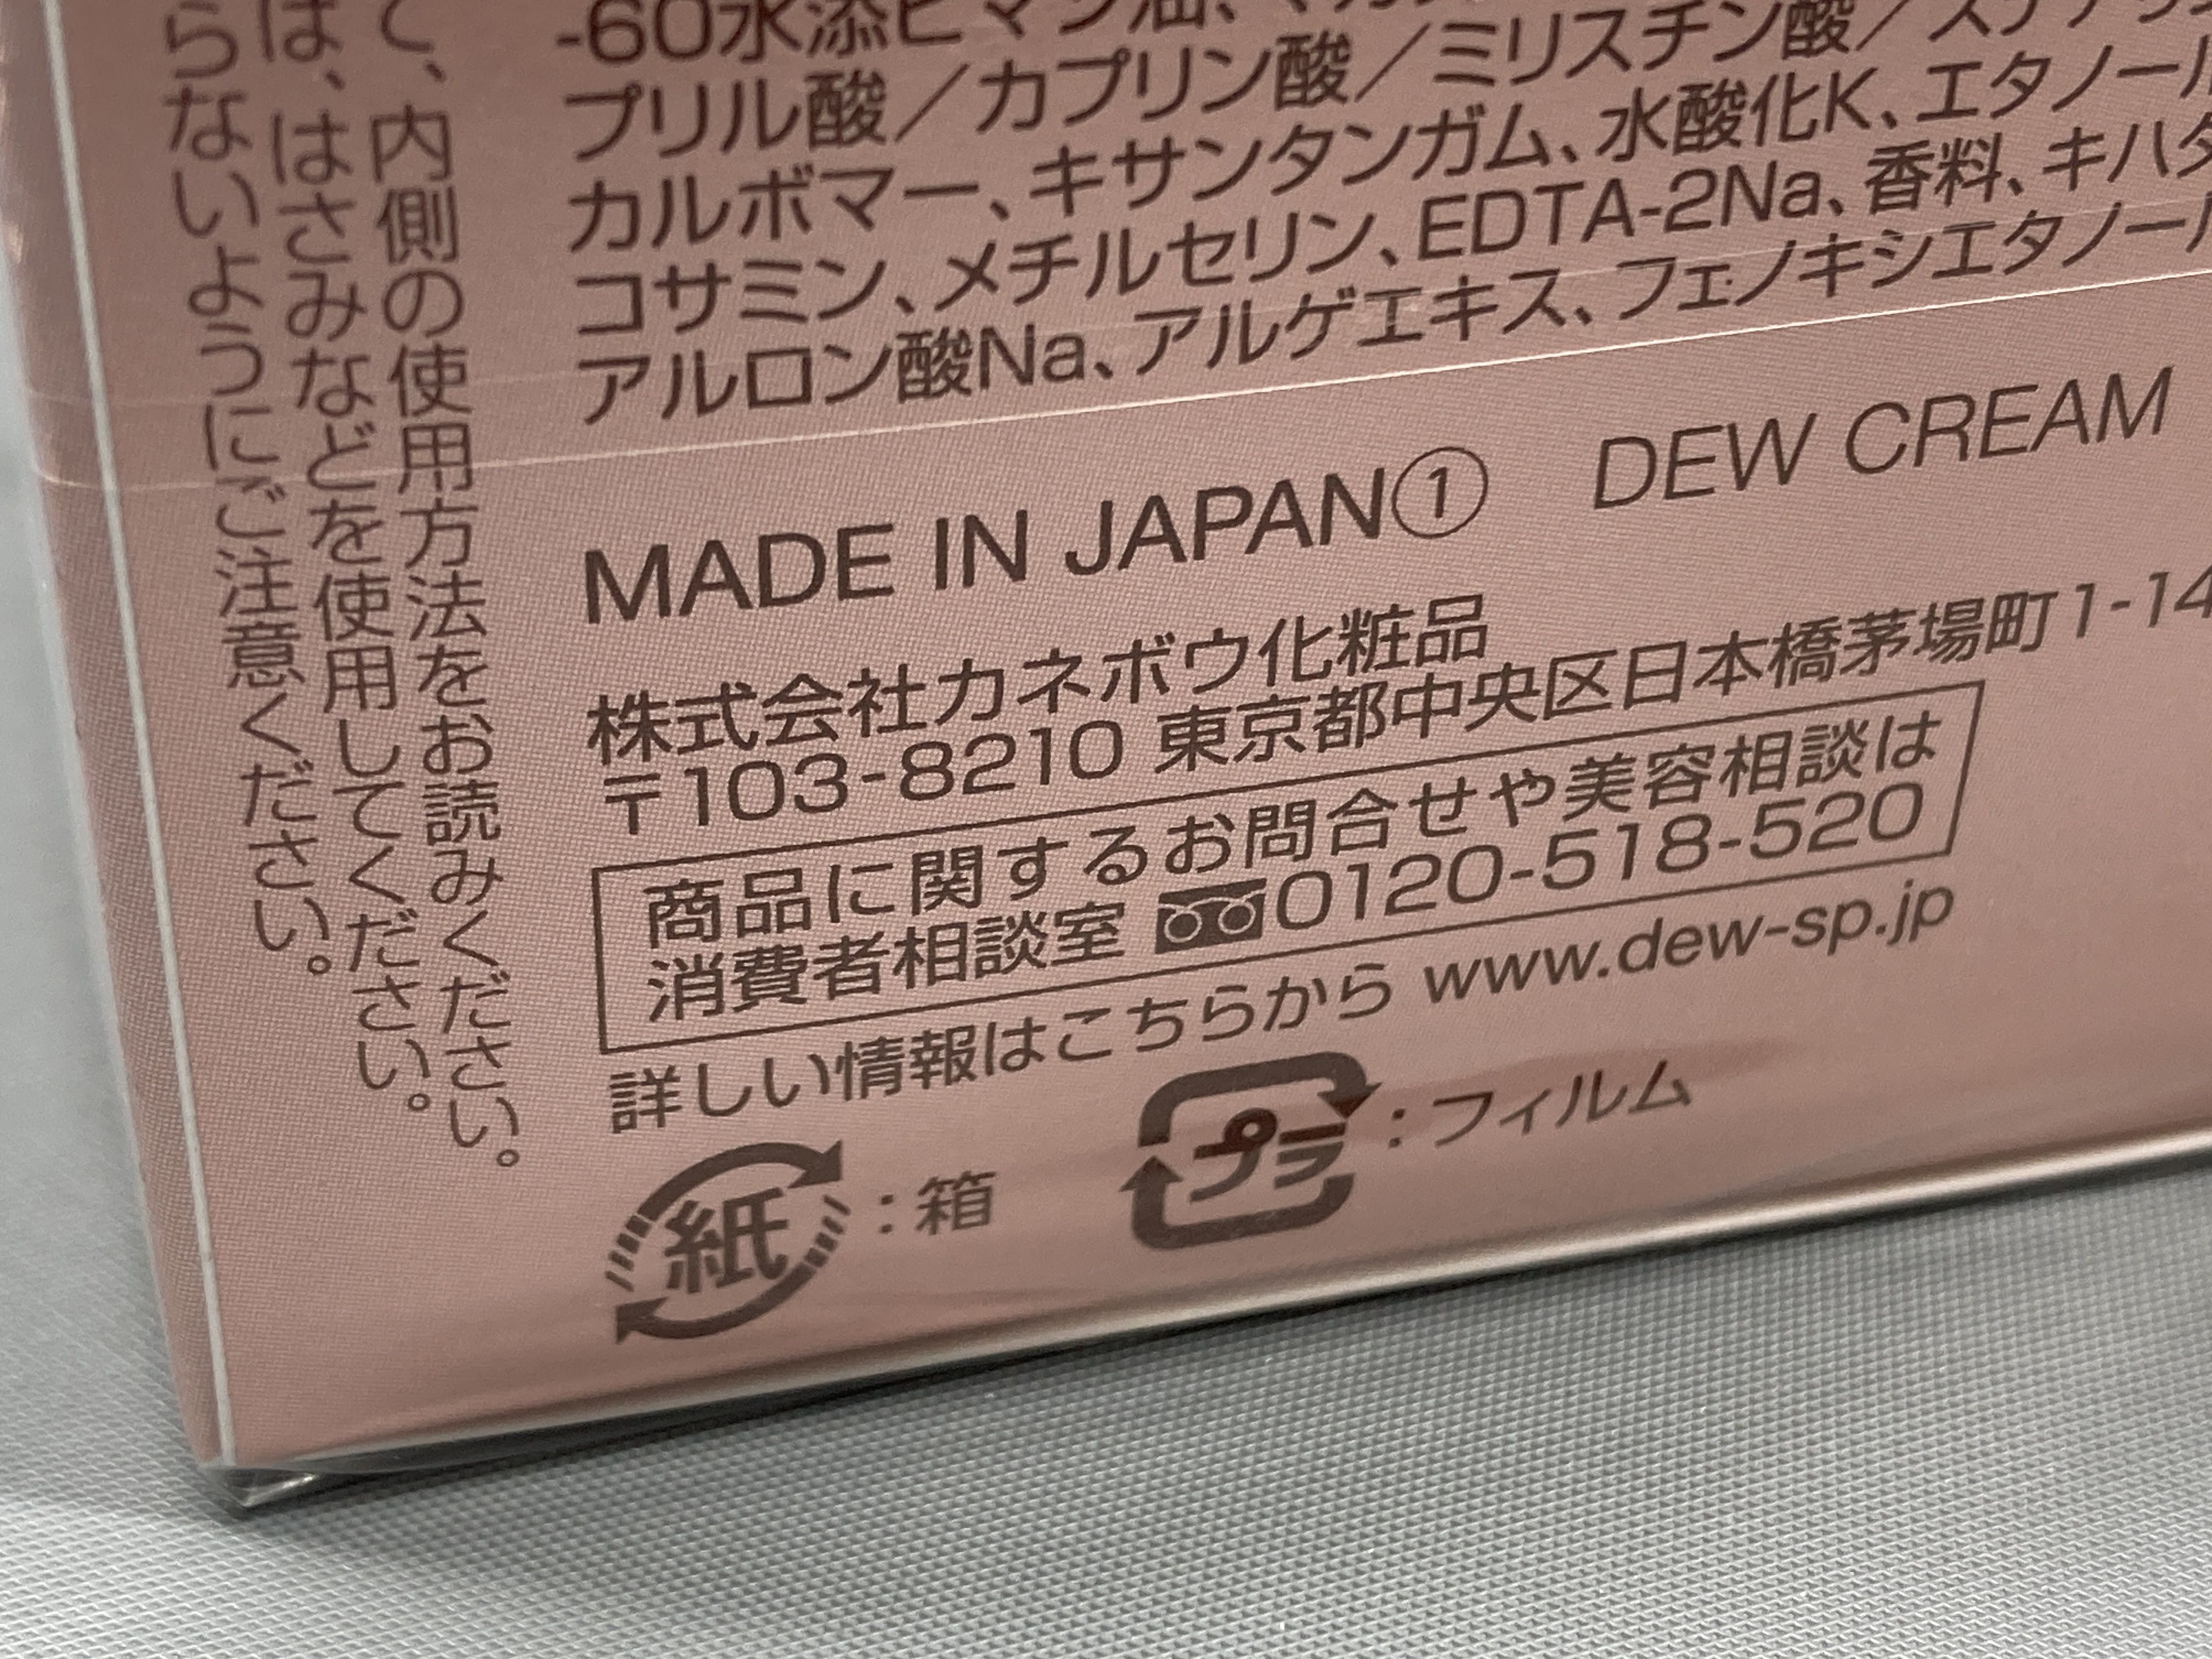 て、内側の使用方法をお読みください。
は、はさみなどを使用してください。
らないようにご注意ください。
-60水添ヒマシ油、
プリル酸／カプリン酸／ミリスチン酸／ステアリ
カルボマー、キサンタンガム、水酸化K、エタノール
コサミン、メチルセリン、EDTA-2Na、香料、キハダ
アルロン酸Na、アルゲエキス、フェノキシエタノール
MADE IN JAPAN① DEW CREAM
株式会社カネボウ化粧品
〒103-8210 東京都中央区日本橋茅場町1-14
商品に関するお問合せや美容相談は
消費者相談室 0120-518-520
詳しい情報はこちらから www.dew-sp.jp
紙：箱 プラ：フィルム